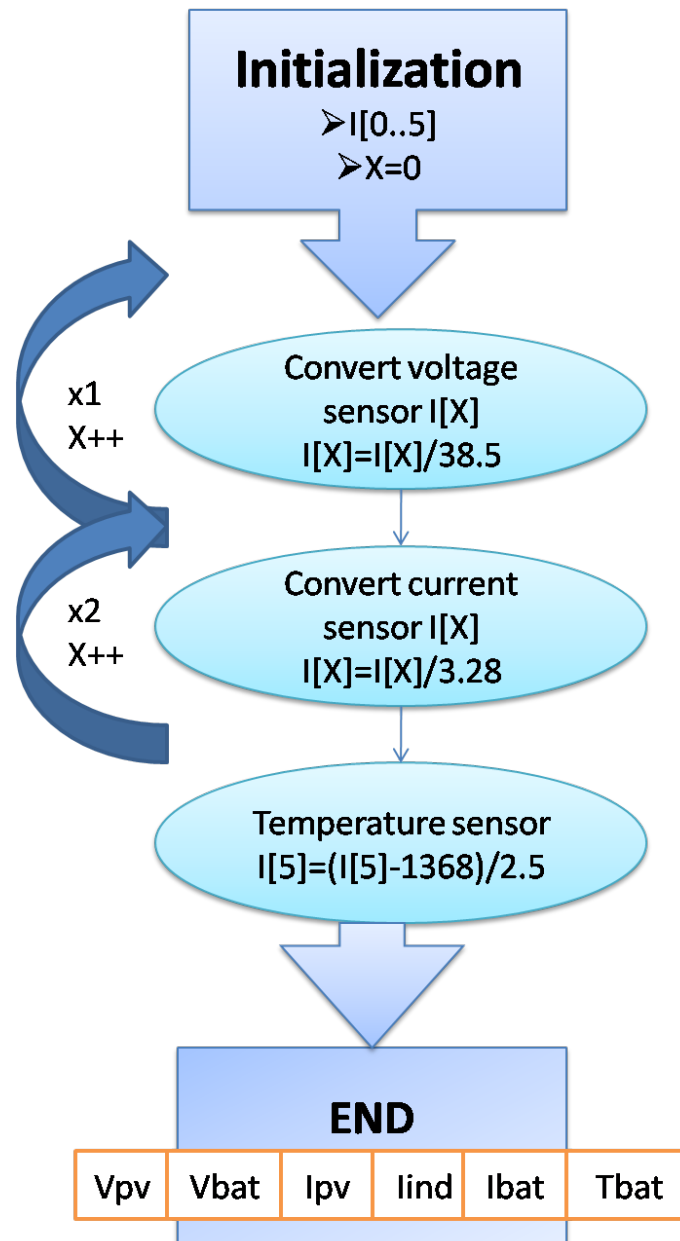 Initialization
➢I[0..5]
➢X=0
x1
X++
Convert voltage
sensor I[X]
I[X]=I[X]/38.5
x2
X++
Convert current
sensor I[X]
I[X]=I[X]/3.28
Temperature sensor
I[5]=(I[5]-1368)/2.5
END
Vpv Vbat Ipv Iind Ibat Tbat